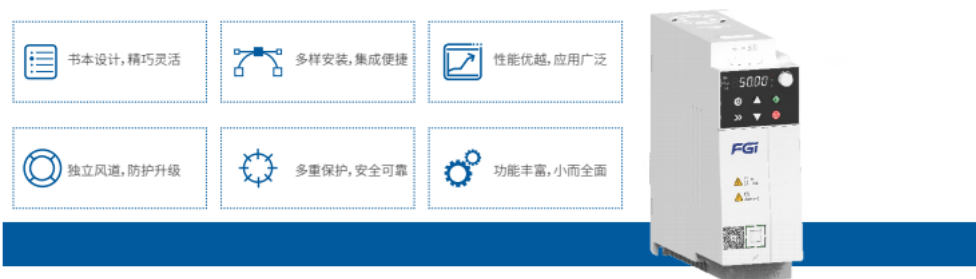 书本设计,精巧灵活
多样安装,集成便捷
性能优越,应用广泛
独立风道,防护升级
多重保护,安全可靠
功能丰富,小而全面
50.00
FGI